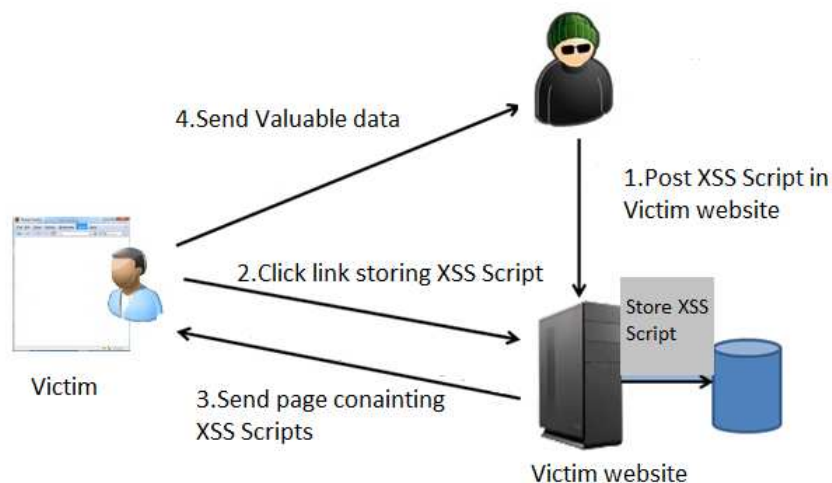 4.Send Valuable data
1.Post XSS Script in
Victim website
2.Click link storing XSS Script
Store XSS
Script
Victim
3.Send page conainting
XSS Scripts
Victim website